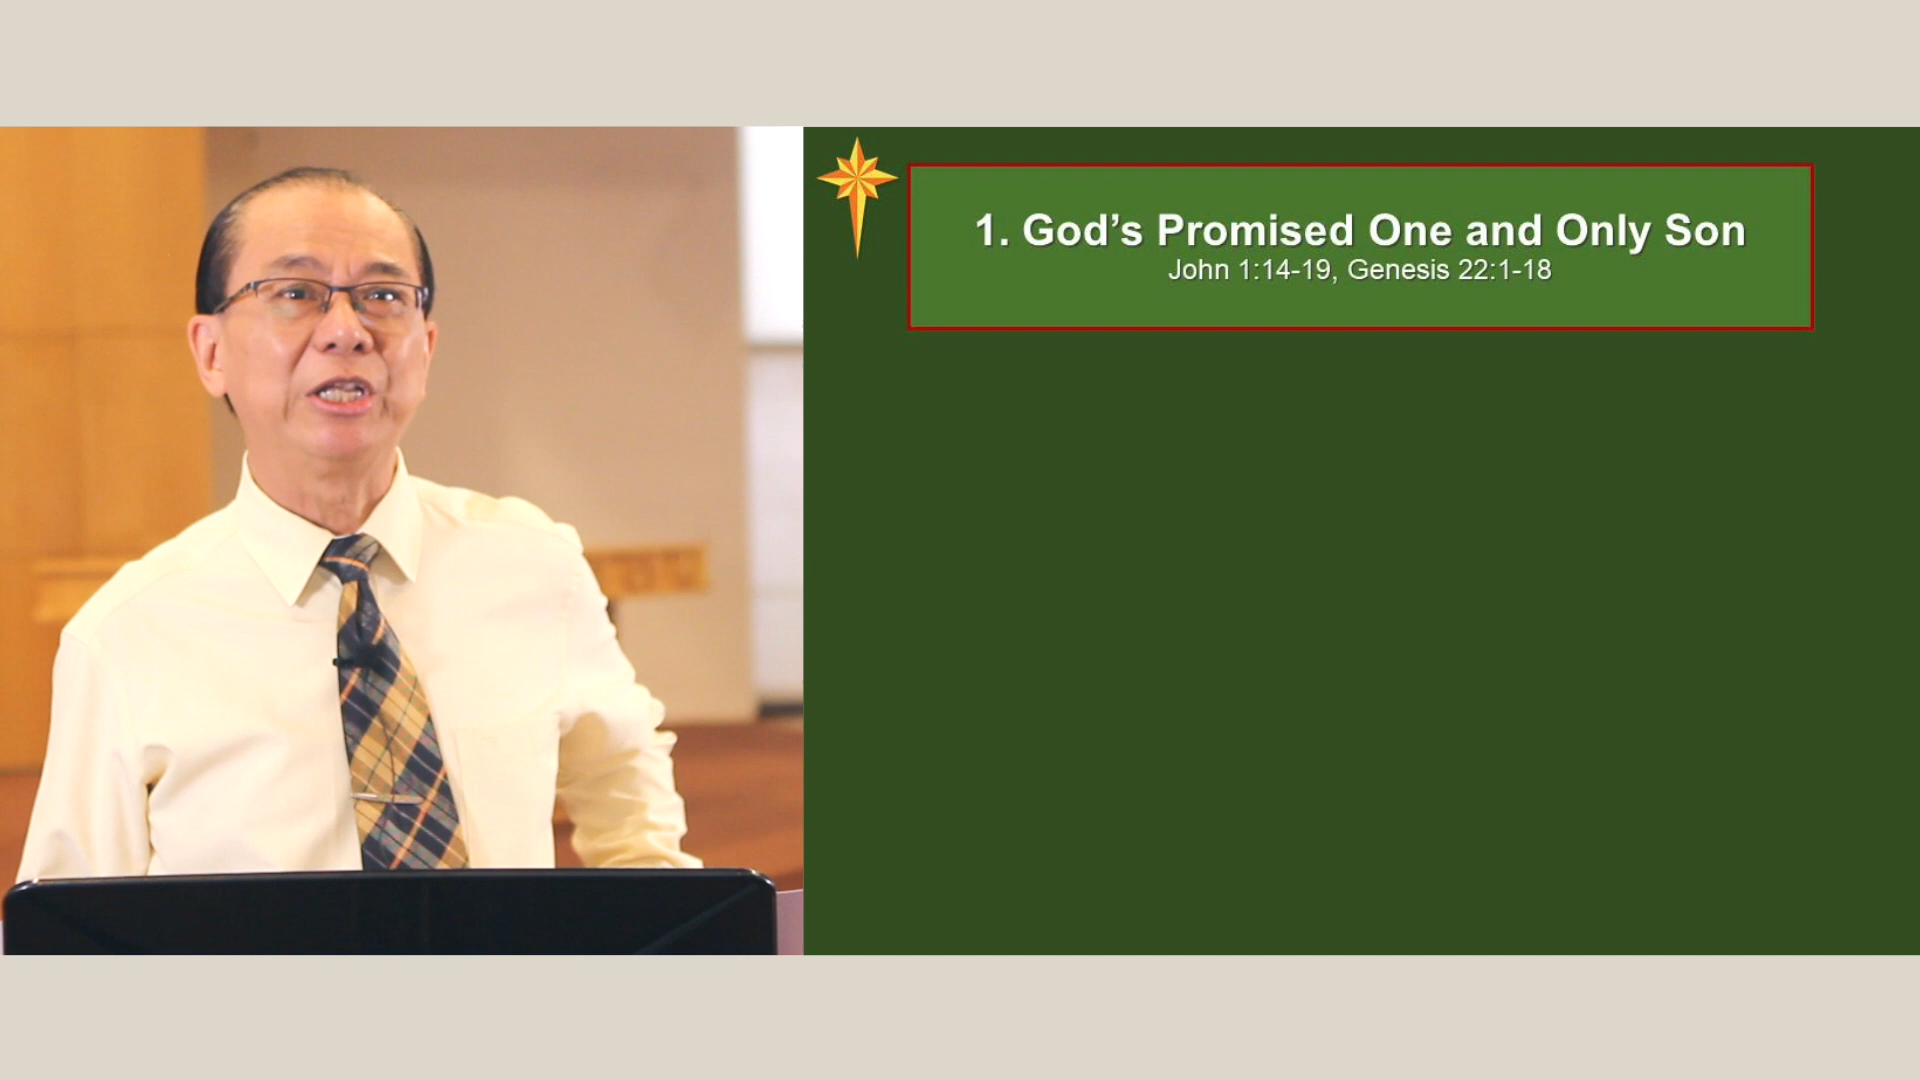 1. God’s Promised One and Only Son
John 1:14-19, Genesis 22:1-18